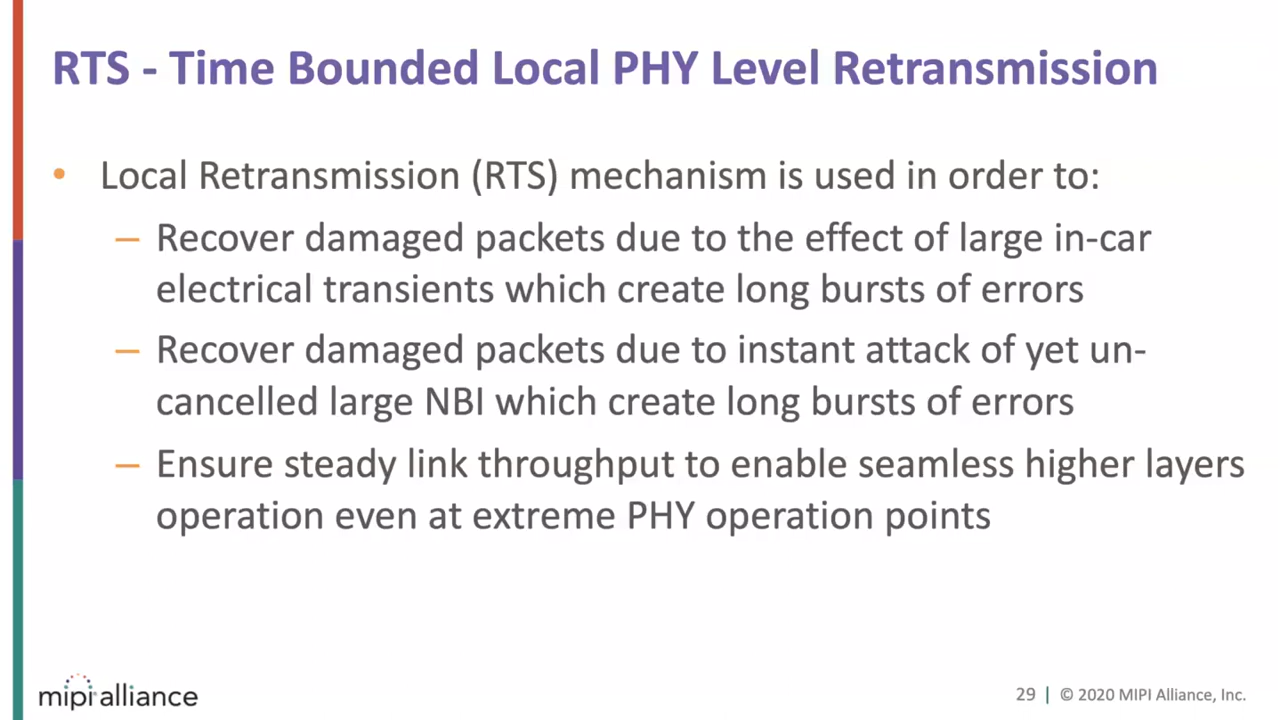 RTS - Time Bounded Local PHY Level Retransmission
• Local Retransmission (RTS) mechanism is used in order to:
– Recover damaged packets due to the effect of large in-car
electrical transients which create long bursts of errors
– Recover damaged packets due to instant attack of yet un-
cancelled large NBI which create long bursts of errors
– Ensure steady link throughput to enable seamless higher layers
operation even at extreme PHY operation points
mipi alliance
29 | © 2020 MIPI Alliance, Inc.